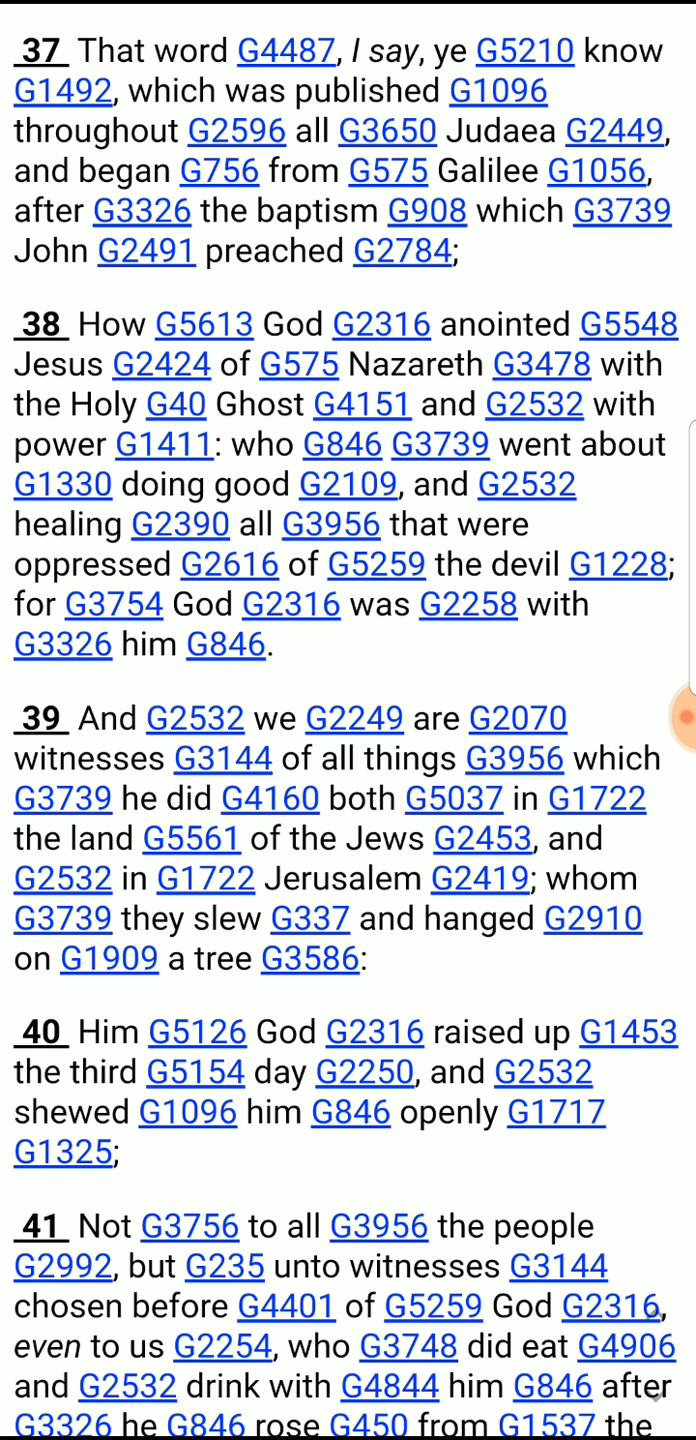 37 That word G4487, I say, ye G5210 know
G1492, which was published G1096
throughout G2596 all G3650 Judaea G2449,
and began G756 from G575 Galilee G1056,
after G3326 the baptism G908 which G3739
John G2491 preached G2784;
38 How G5613 God G2316 anointed G5548
Jesus G2424 of G575 Nazareth G3478 with
the Holy G40 Ghost G4151 and G2532 with
power G1411: who G846 G3739 went about
G1330 doing good G2109, and G2532
healing G2390 all G3956 that were
oppressed G2616 of G5259 the devil G1228;
for G3754 God G2316 was G2258 with
G3326 him G846.
39 And G2532 we G2249 are G2070
witnesses G3144 of all things G3956 which
G3739 he did G4160 both G5037 in G1722
the land G5561 of the Jews G2453, and
G2532 in G1722 Jerusalem G2419; whom
G3739 they slew G337 and hanged G2910
on G1909 a tree G3586:
40 Him G5126 God G2316 raised up G1453
the third G5154 day G2250, and G2532
shewed G1096 him G846 openly G1717
G1325;
41 Not G3756 to all G3956 the people
G2992, but G235 unto witnesses G3144
chosen before G4401 of G5259 God G2316,
even to us G2254, who G3748 did eat G4906
and G2532 drink with G4844 him G846 after
G3326 he G846 rose G450 from G1537 the